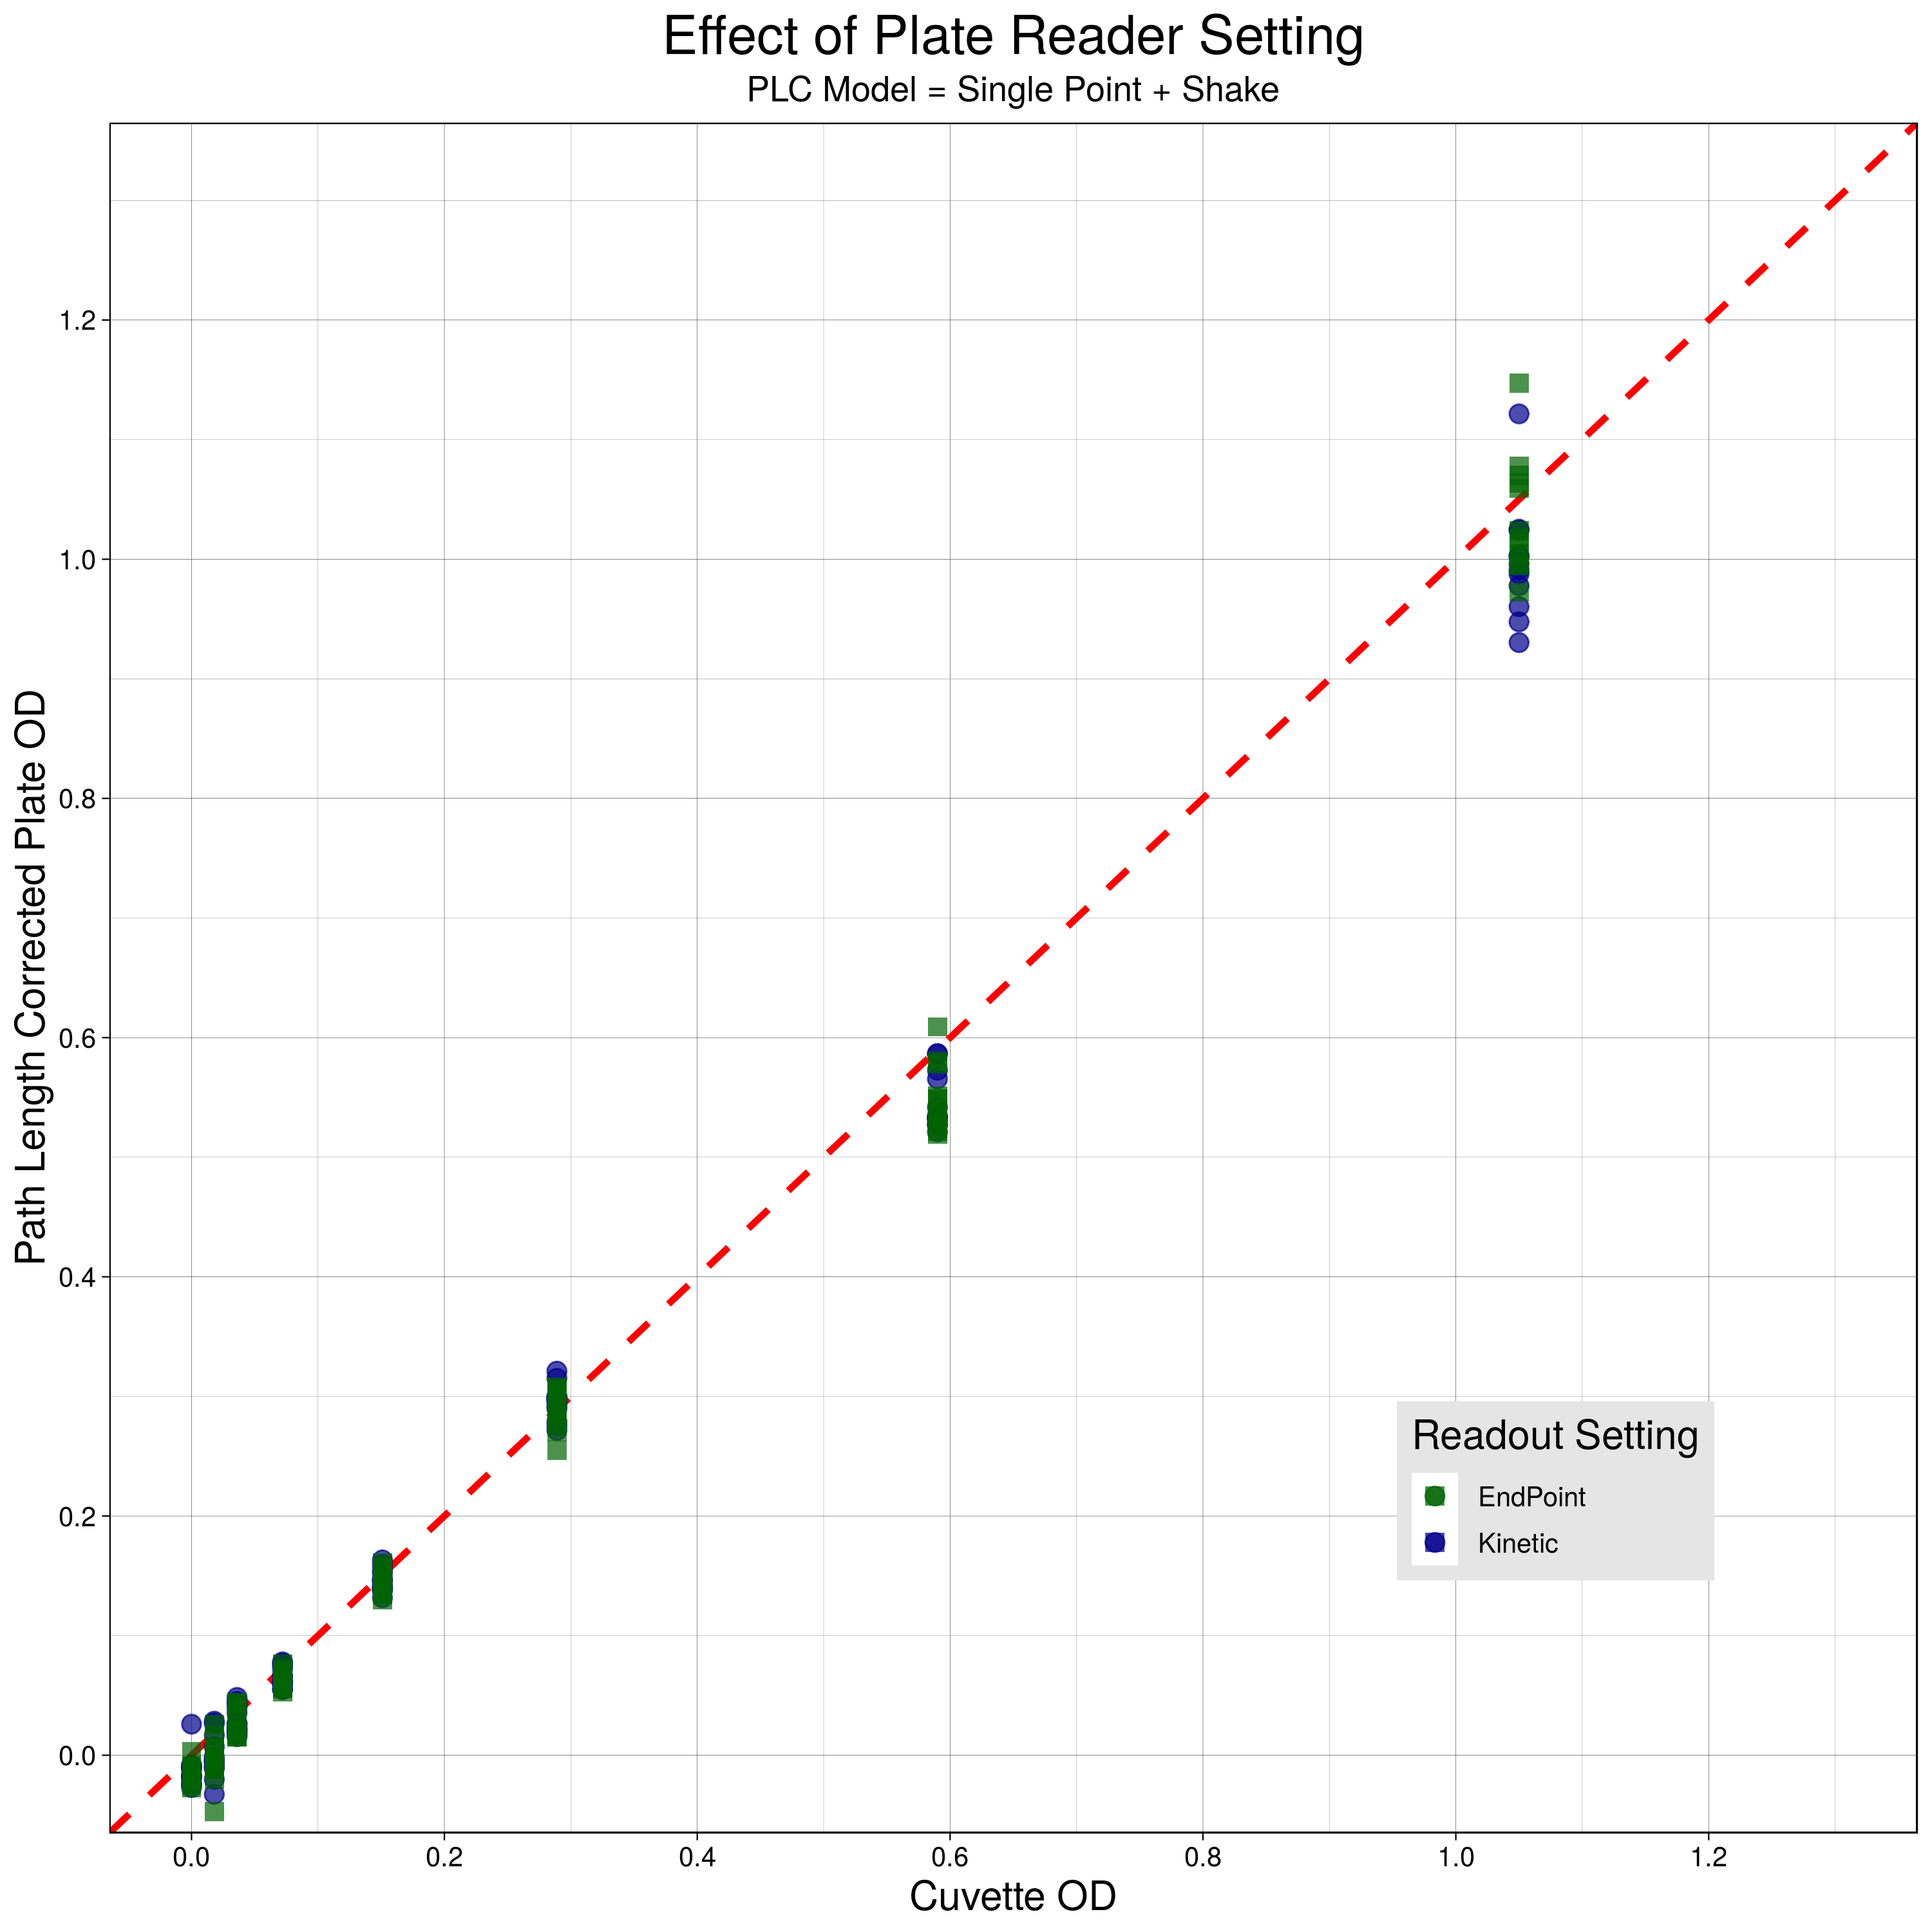 Effect of Plate Reader Setting
PLC Model = Single Point + Shake
Path Length Corrected Plate OD
1.2
1.0
0.8
0.6
0.4
0.2
0.0
Readout Setting
EndPoint
Kinetic
0.0 0.2 0.4 0.6 0.8 1.0 1.2
Cuvette OD